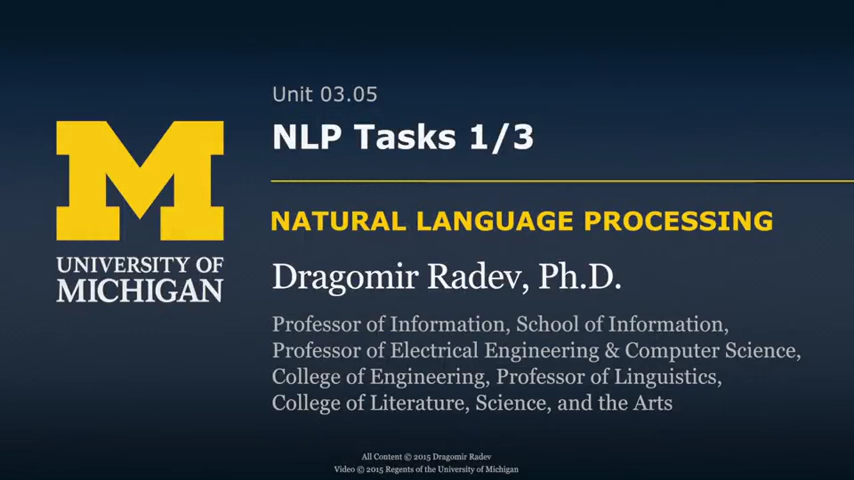 Unit 03.05
NLP Tasks 1/3
NATURAL LANGUAGE PROCESSING
M
UNIVERSITY OF
MICHIGAN
Dragomir Radev, Ph.D.
Professor of Information, School of Information,
Professor of Electrical Engineering & Computer Science,
College of Engineering, Professor of Linguistics,
College of Literature, Science, and the Arts
All Content © 2015 Dragomir Radev
Video © 2015 Regents of the University of Michigan